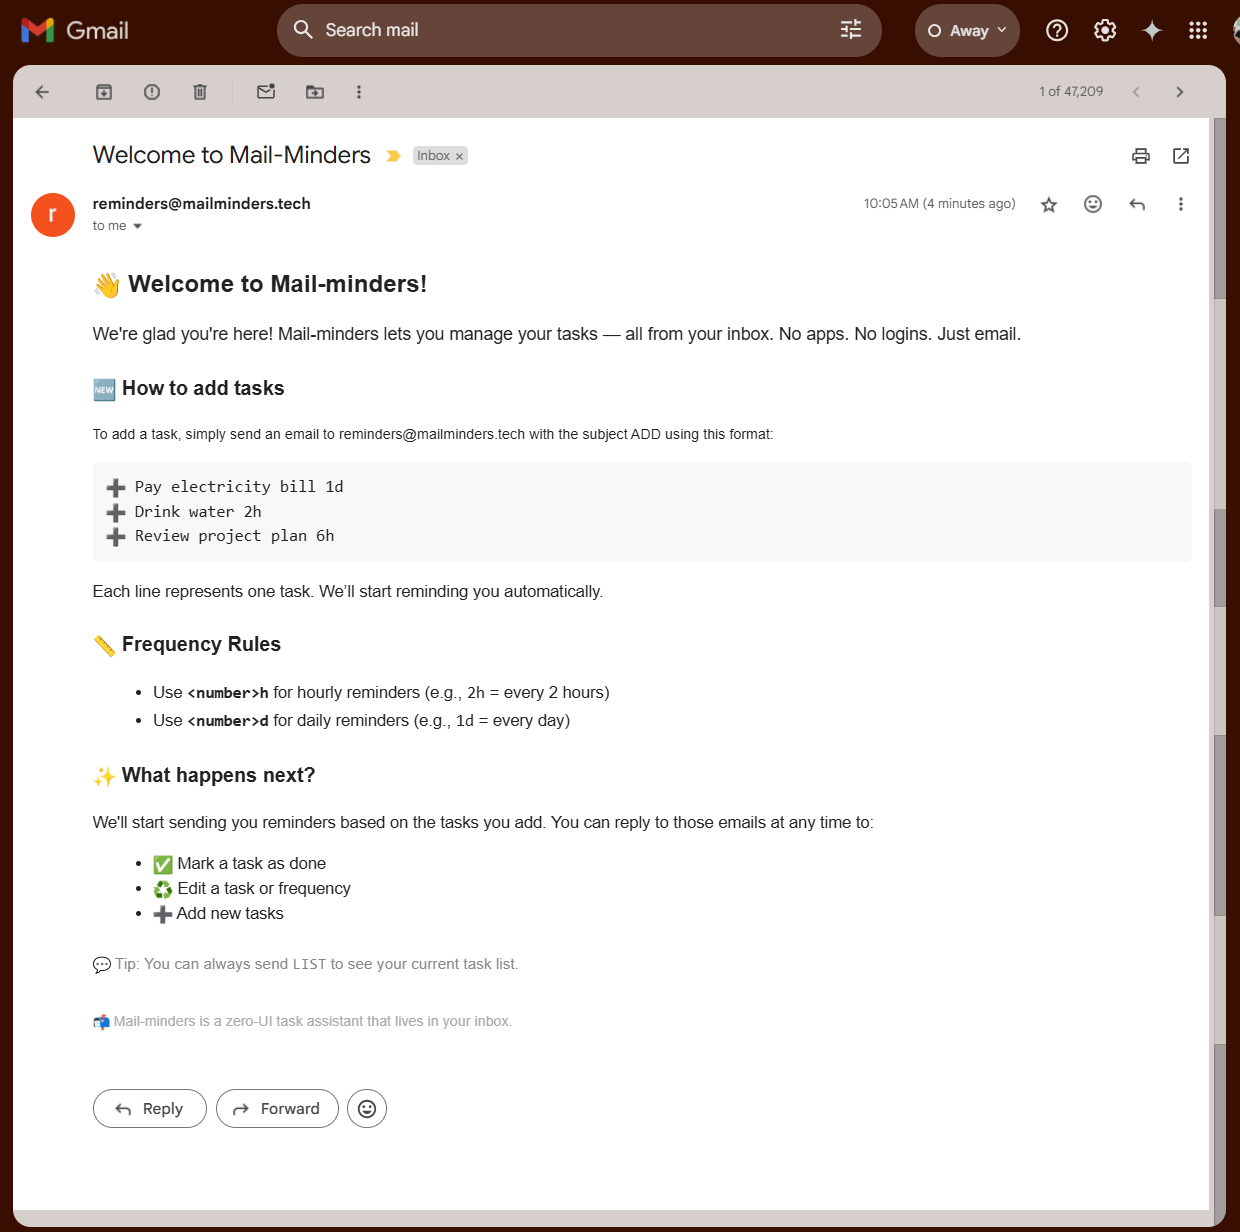 Gmail
Search mail
Away
1 of 47,209
Welcome to Mail-Minders
Inbox ×
r
reminders@mailminders.tech
10:05 AM (4 minutes ago)
to me
👋 Welcome to Mail-minders!
We're glad you're here! Mail-minders lets you manage your tasks — all from your inbox. No apps. No logins. Just email.
🆕 How to add tasks
To add a task, simply send an email to reminders@mailminders.tech with the subject ADD using this format:
➕ Pay electricity bill 1d
➕ Drink water 2h
➕ Review project plan 6h
Each line represents one task. We’ll start reminding you automatically.
📏 Frequency Rules
• Use <number>h for hourly reminders (e.g., 2h = every 2 hours)
• Use <number>d for daily reminders (e.g., 1d = every day)
✨ What happens next?
We'll start sending you reminders based on the tasks you add. You can reply to those emails at any time to:
• ✅ Mark a task as done
• ♻️ Edit a task or frequency
• ➕ Add new tasks
💬 Tip: You can always send LIST to see your current task list.
📬 Mail-minders is a zero-UI task assistant that lives in your inbox.
Reply
Forward